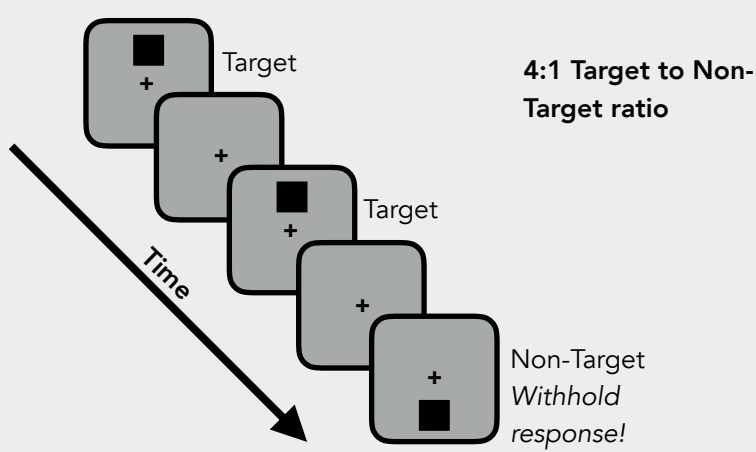 Target
4:1 Target to Non-
Target ratio
Target
Time
Non-Target
Withhold
response!